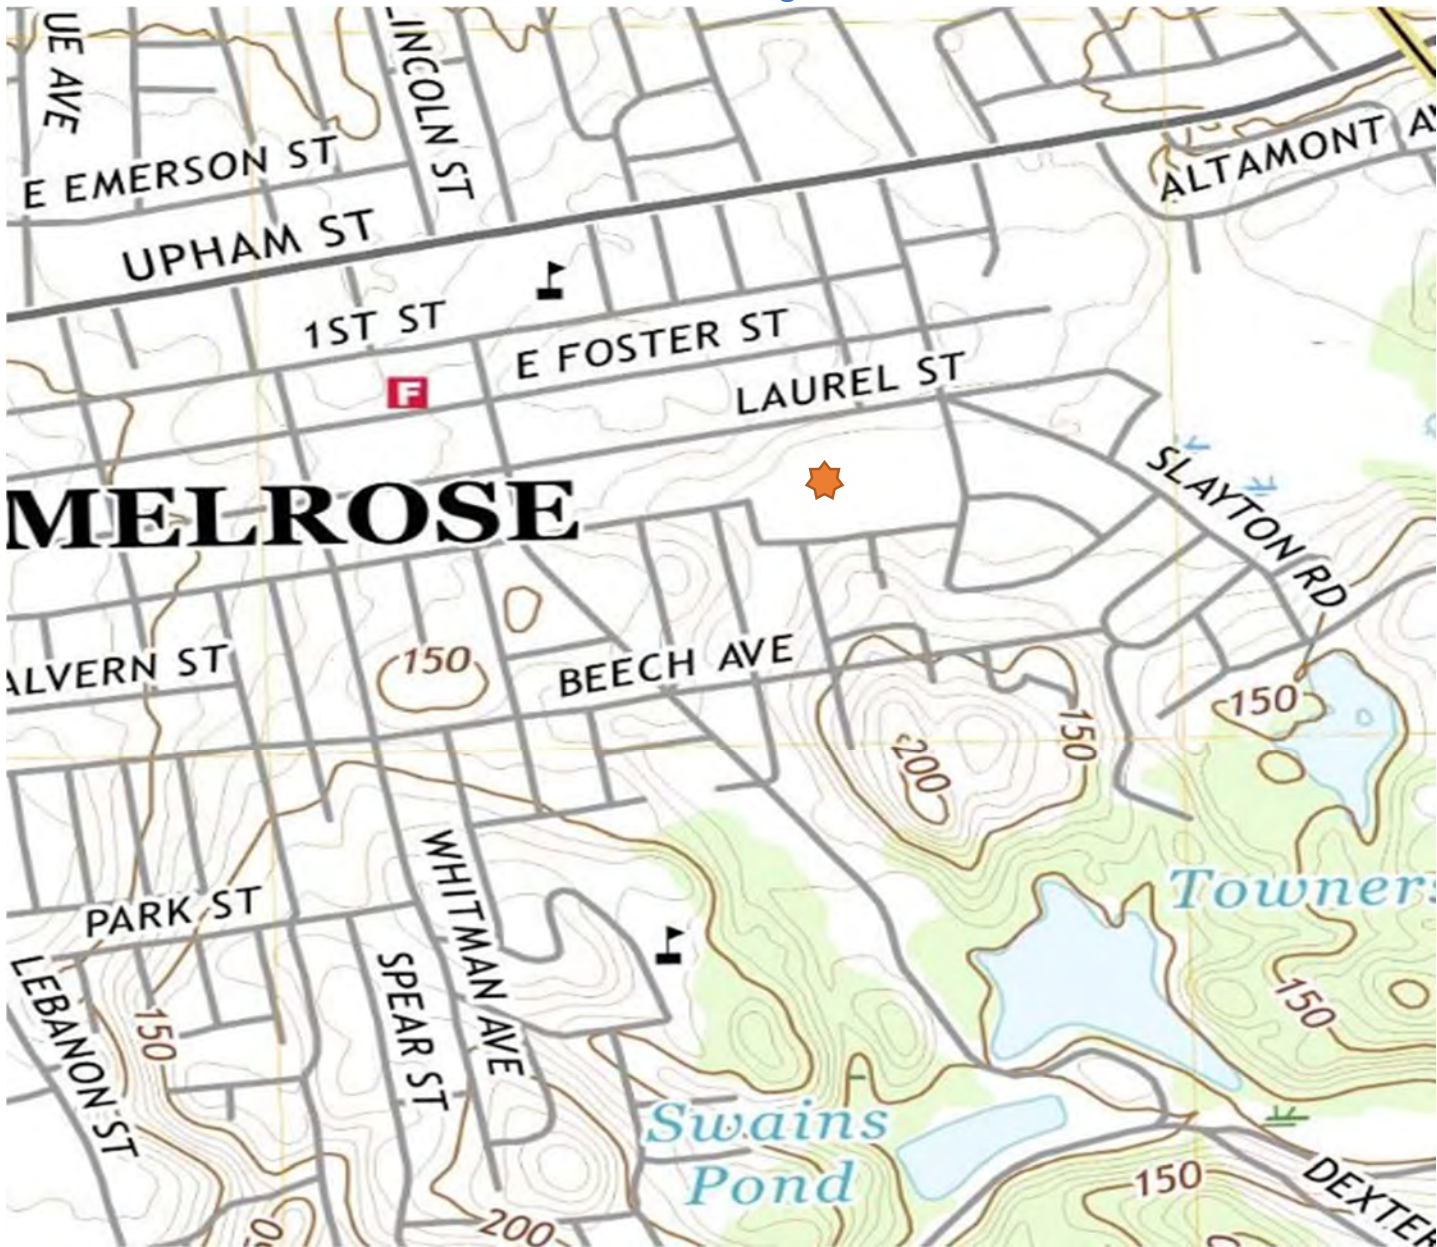 UE AVE
LINCOLN ST
E EMERSON ST
ALTAMONT AV
UPHAM ST
1ST ST
E FOSTER ST
LAUREL ST
F
SLAYTON RD
MELROSE
ALVERN ST
150
BEECH AVE
150
150
200
WHITMAN AVE
Towners
PARK ST
LEBANON ST
150
SPEAR ST
150
Swains
Pond
150
DEXTER
200